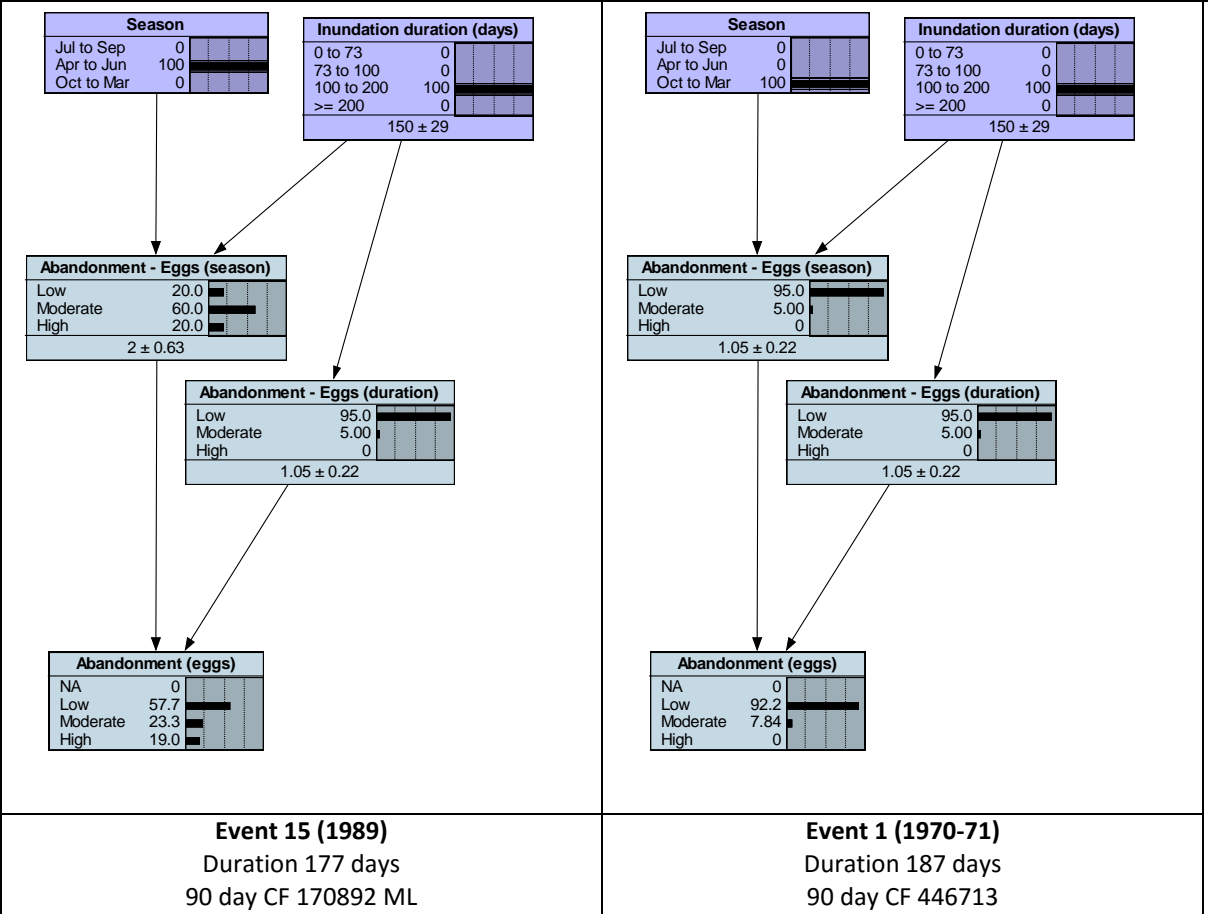 Season
Jul to Sep 0
Apr to Jun 100
Oct to Mar 0
Inundation duration (days)
0 to 73 0
73 to 100 0
100 to 200 100
>= 200 0
150 ± 29
Abandonment - Eggs (season)
Low 20.0
Moderate 60.0
High 20.0
2 ± 0.63
Abandonment - Eggs (duration)
Low 95.0
Moderate 5.00
High 0
1.05 ± 0.22
Abandonment (eggs)
NA 0
Low 57.7
Moderate 23.3
High 19.0
Event 15 (1989)
Duration 177 days
90 day CF 170892 ML
Season
Jul to Sep 0
Apr to Jun 0
Oct to Mar 100
Inundation duration (days)
0 to 73 0
73 to 100 0
100 to 200 100
>= 200 0
150 ± 29
Abandonment - Eggs (season)
Low 95.0
Moderate 5.00
High 0
1.05 ± 0.22
Abandonment - Eggs (duration)
Low 95.0
Moderate 5.00
High 0
1.05 ± 0.22
Abandonment (eggs)
NA 0
Low 92.2
Moderate 7.84
High 0
Event 1 (1970-71)
Duration 187 days
90 day CF 446713